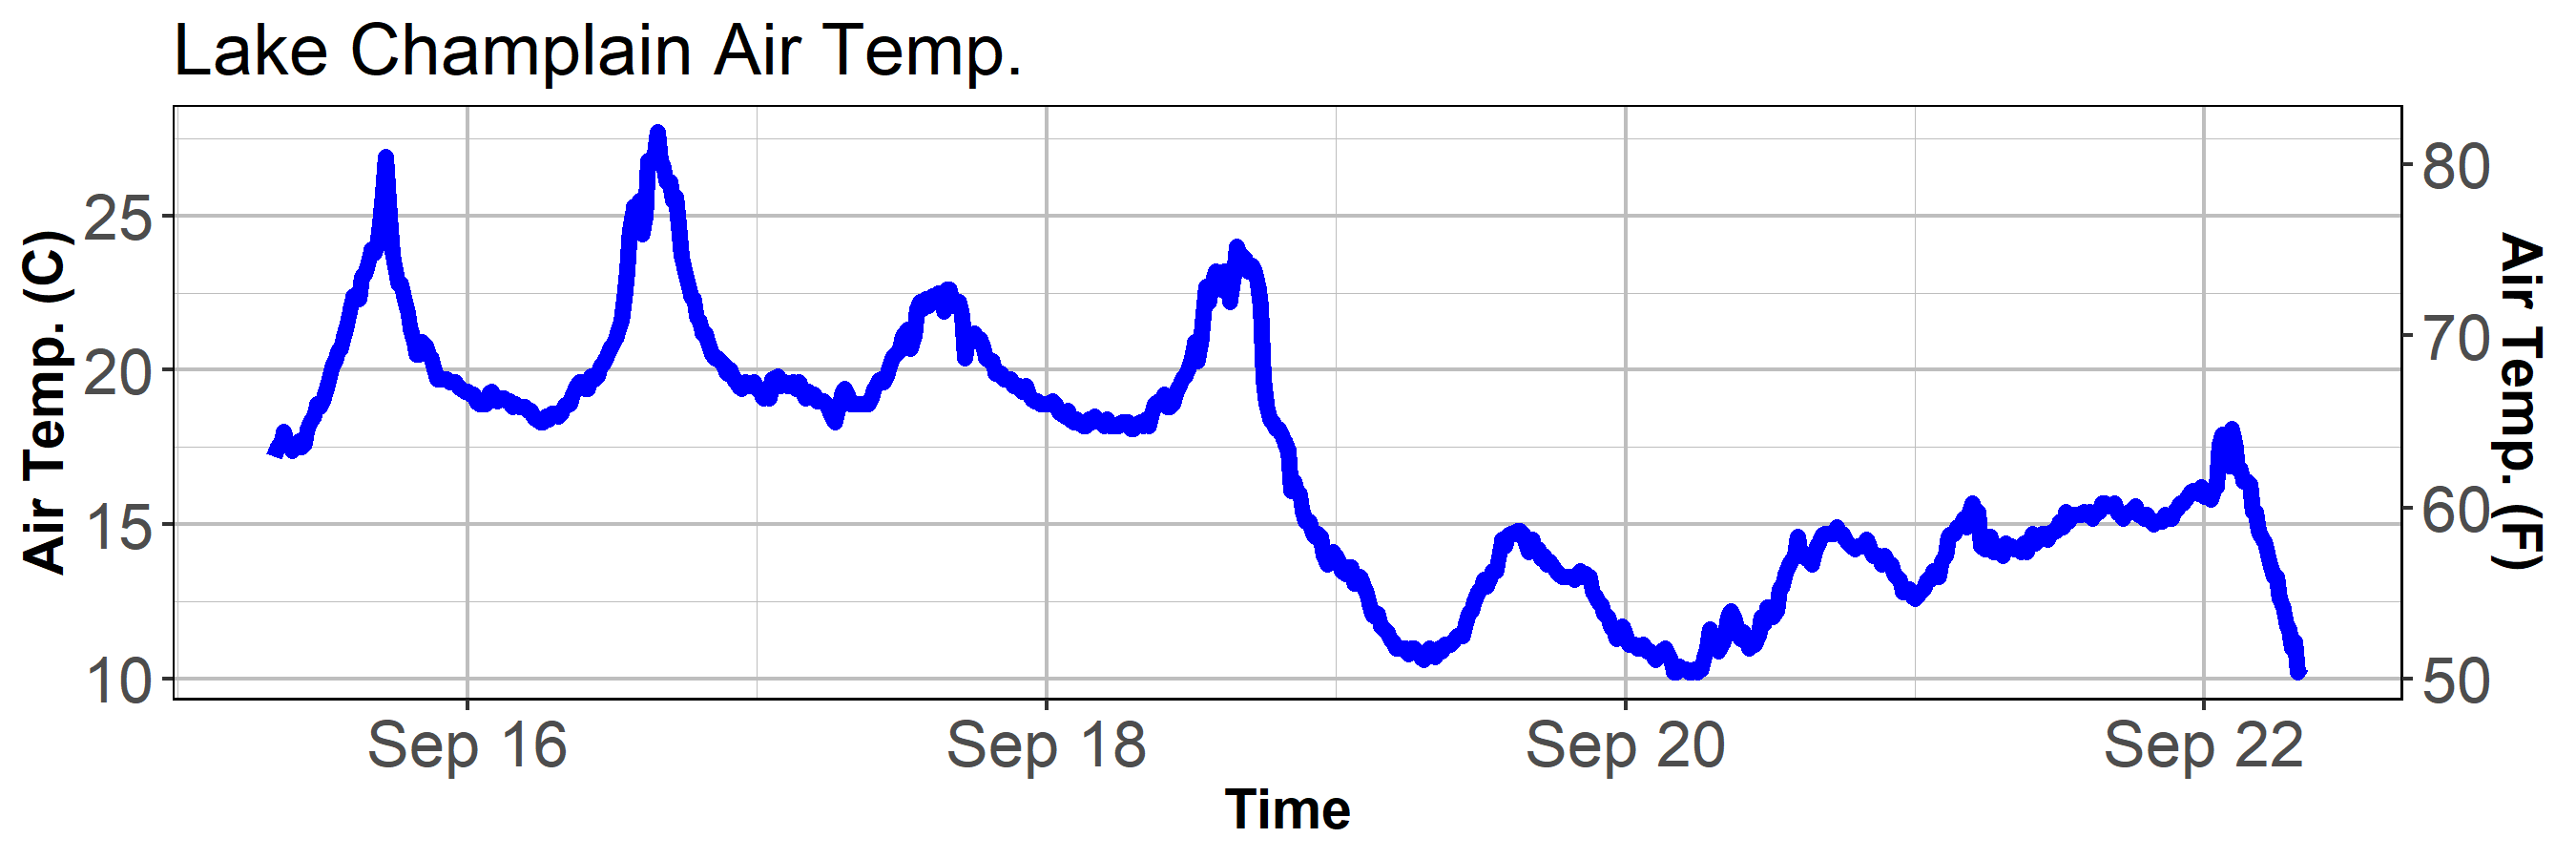 Lake Champlain Air Temp.
Air Temp. (C)
25
20
15
10
80
70
60
50
Air Temp. (F)
Sep 16
Sep 18
Sep 20
Sep 22
Time